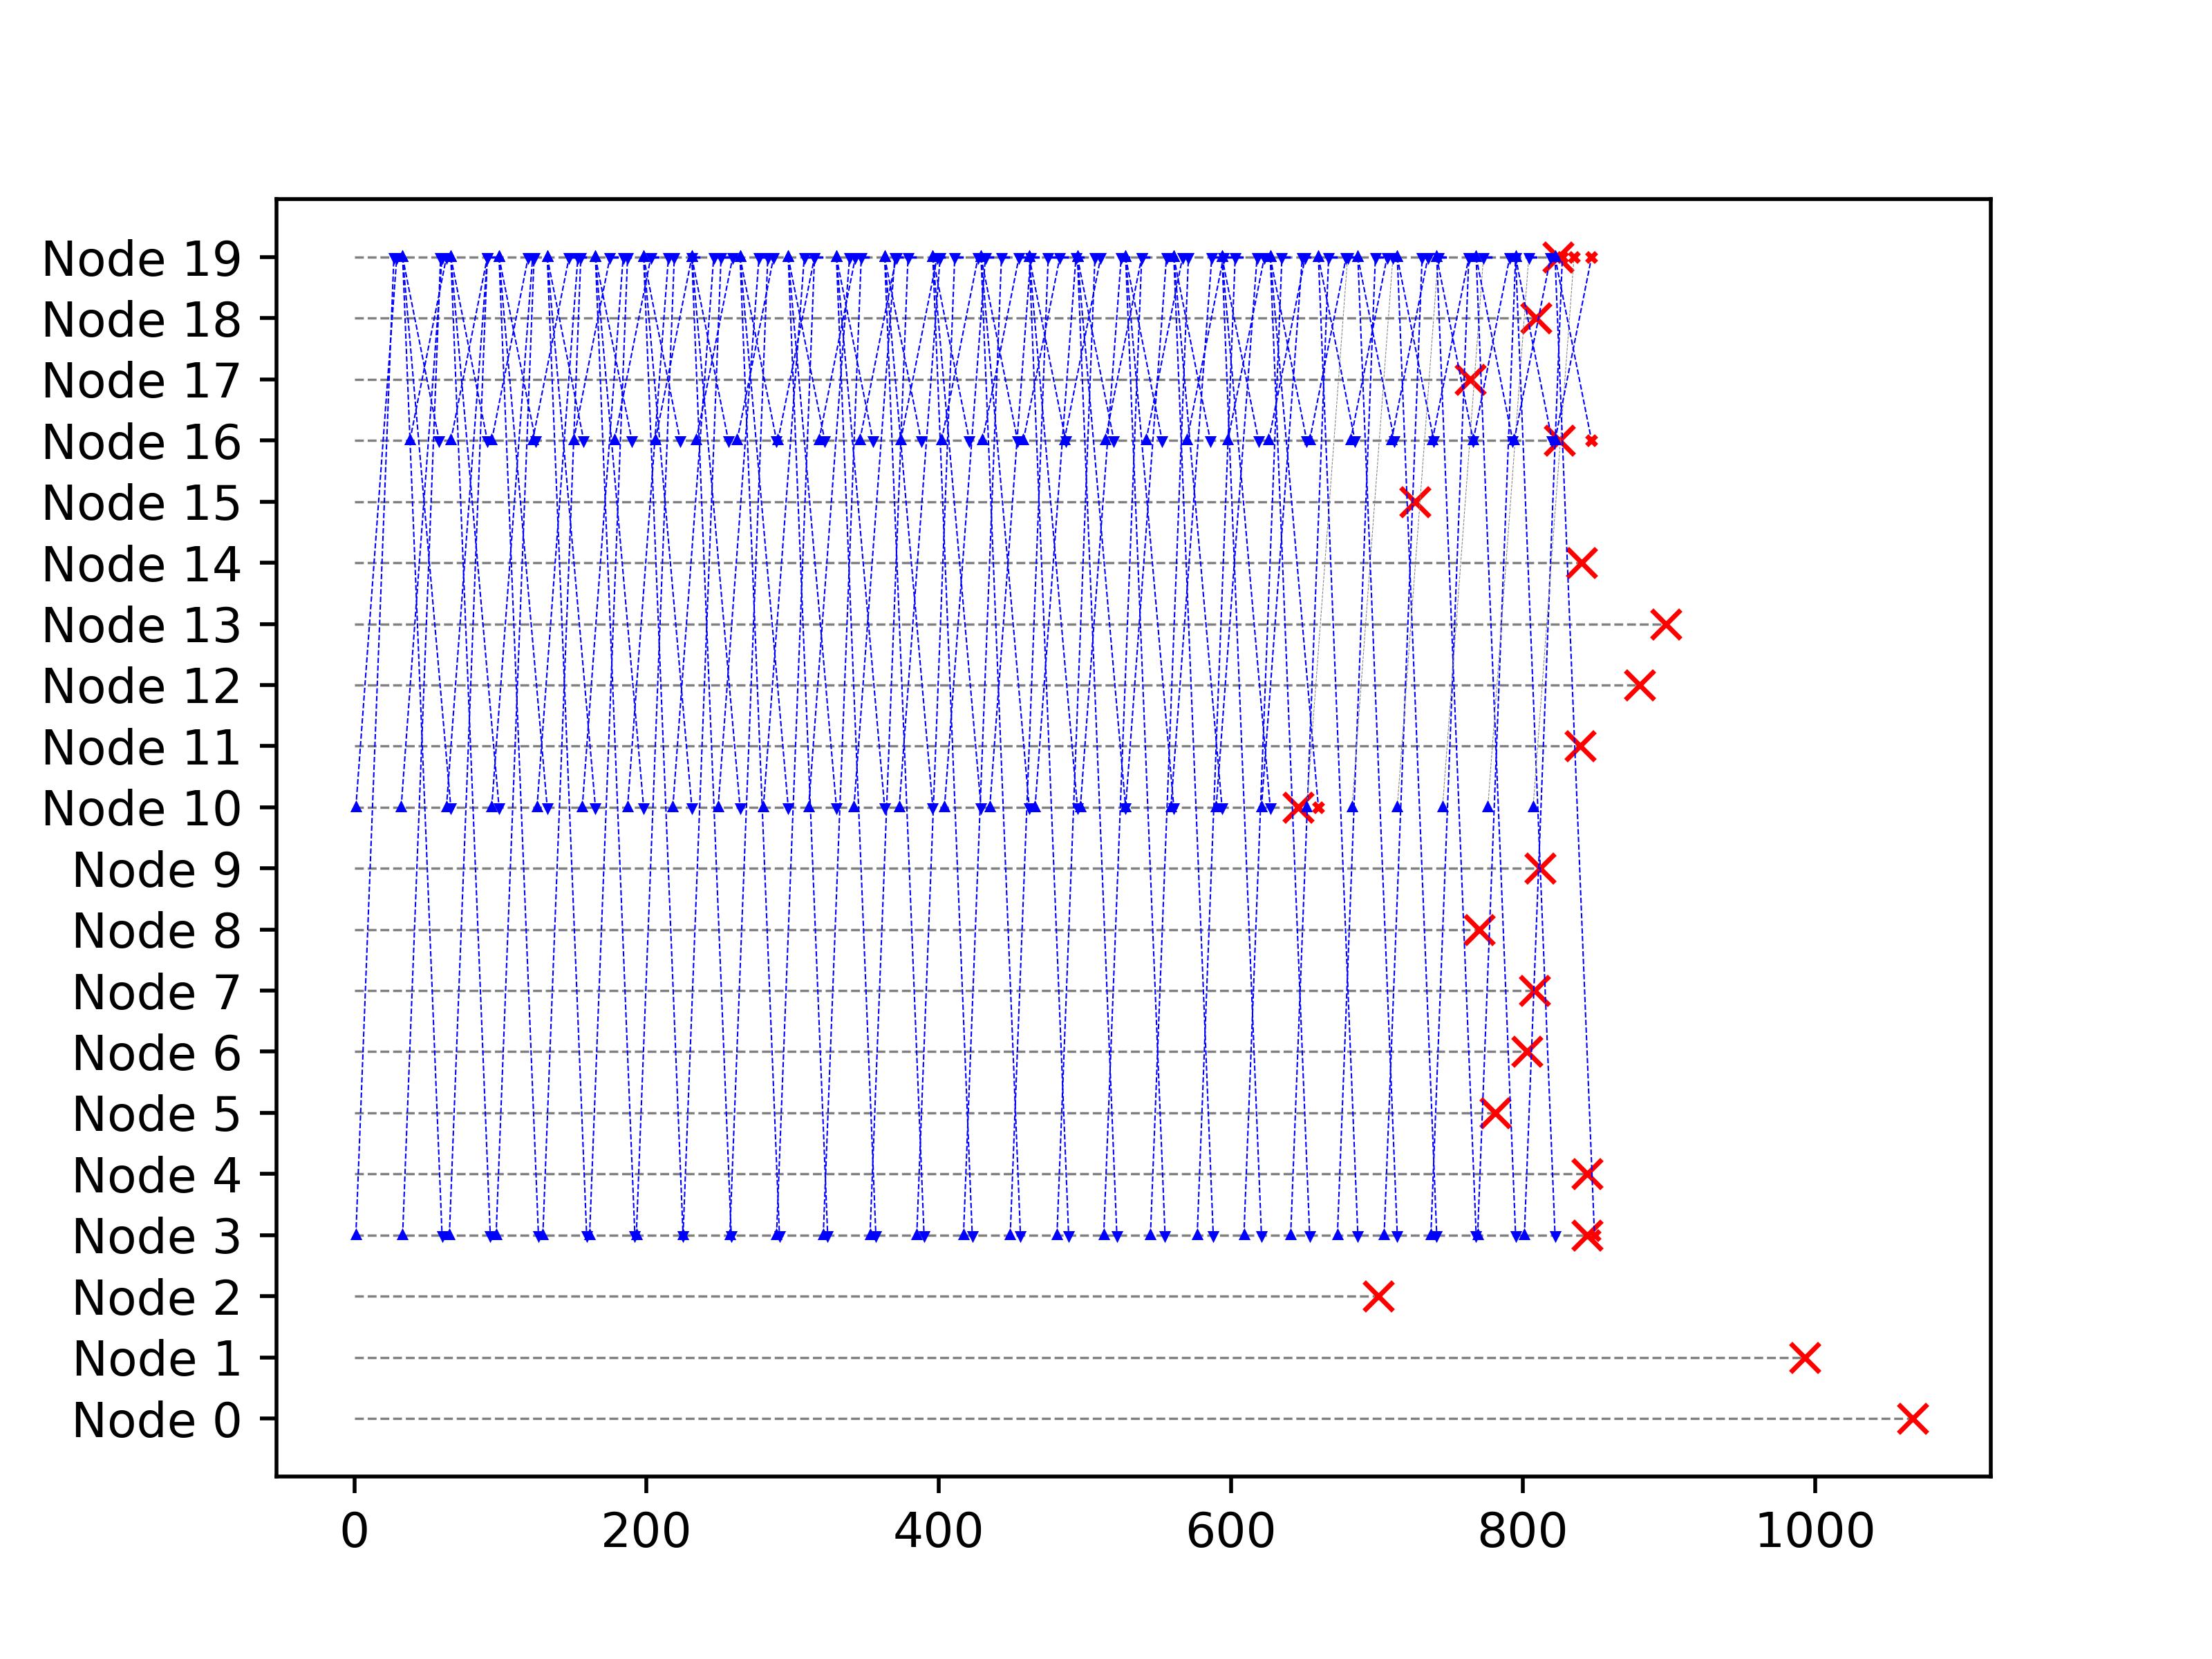 Node 19
Node 18
Node 17
Node 16
Node 15
Node 14
Node 13
Node 12
Node 11
Node 10
Node 9
Node 8
Node 7
Node 6
Node 5
Node 4
Node 3
Node 2
Node 1
Node 0
0 200 400 600 800 1000